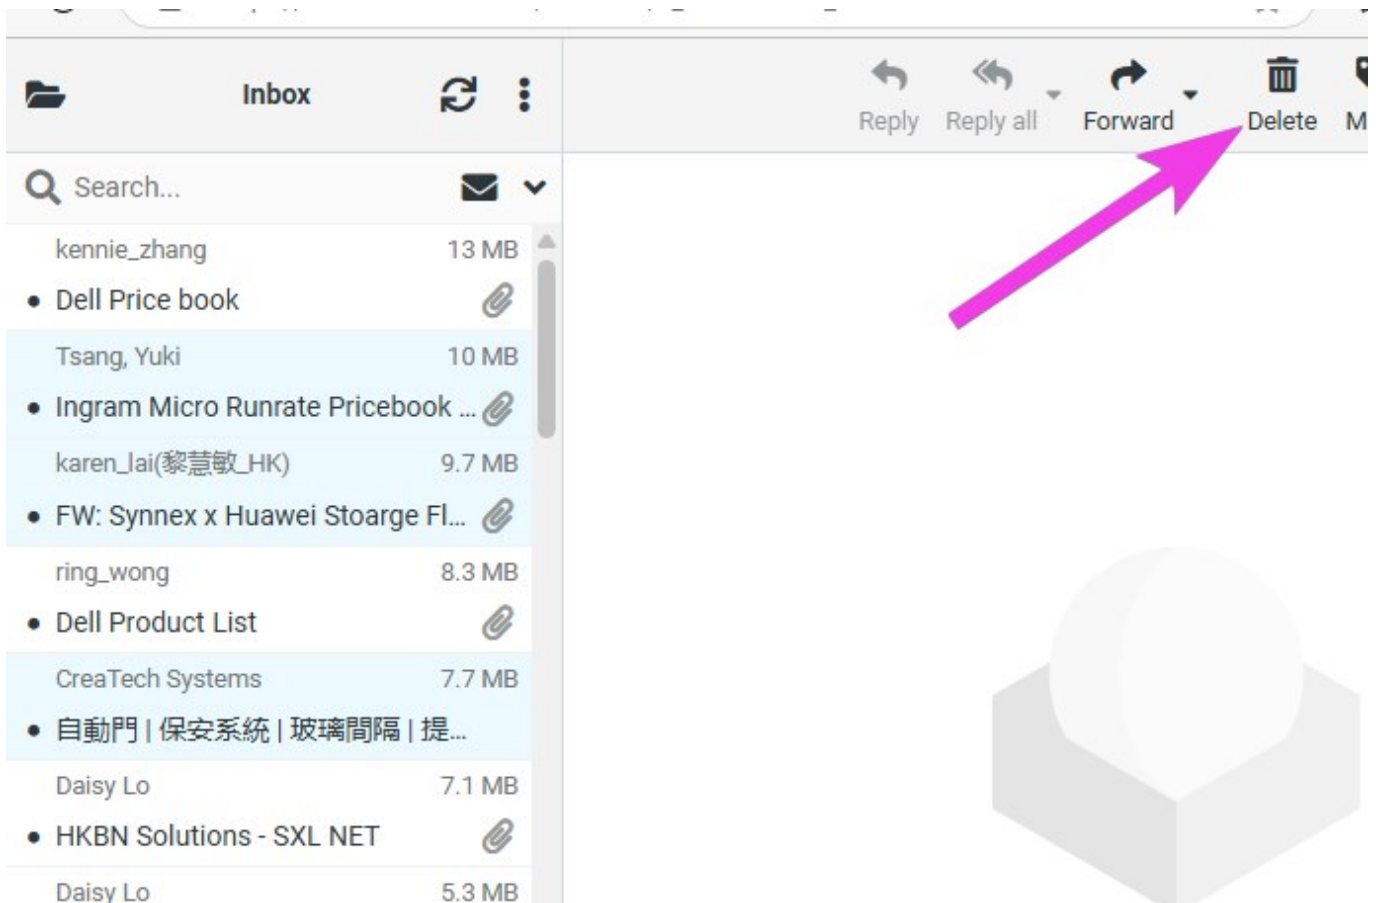 Inbox
Reply
Reply all
Forward
Delete
M
Search...
kennie_zhang 13 MB
Dell Price book
Tsang, Yuki 10 MB
Ingram Micro Runrate Pricebook ...
karen_lai(黎慧敏_HK) 9.7 MB
FW: Synnex x Huawei Stoarge Fl...
ring_wong 8.3 MB
Dell Product List
CreaTech Systems 7.7 MB
自動門 | 保安系統 | 玻璃間隔 | 提...
Daisy Lo 7.1 MB
HKBN Solutions - SXL NET
Daisy Lo 5.3 MB